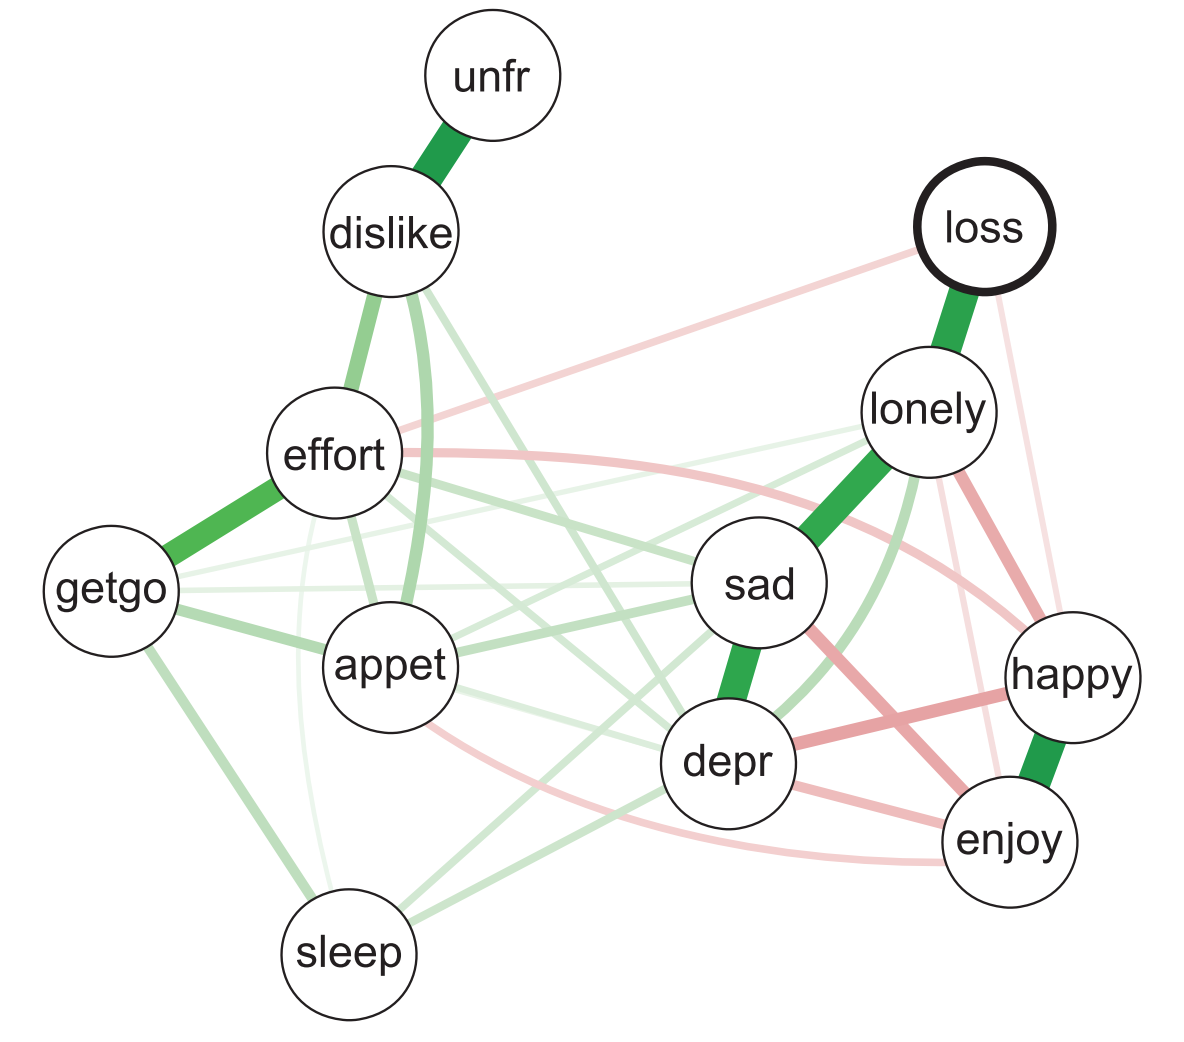 unfr
dislike
loss
lonely
effort
sad
getgo
appet
happy
depr
enjoy
sleep